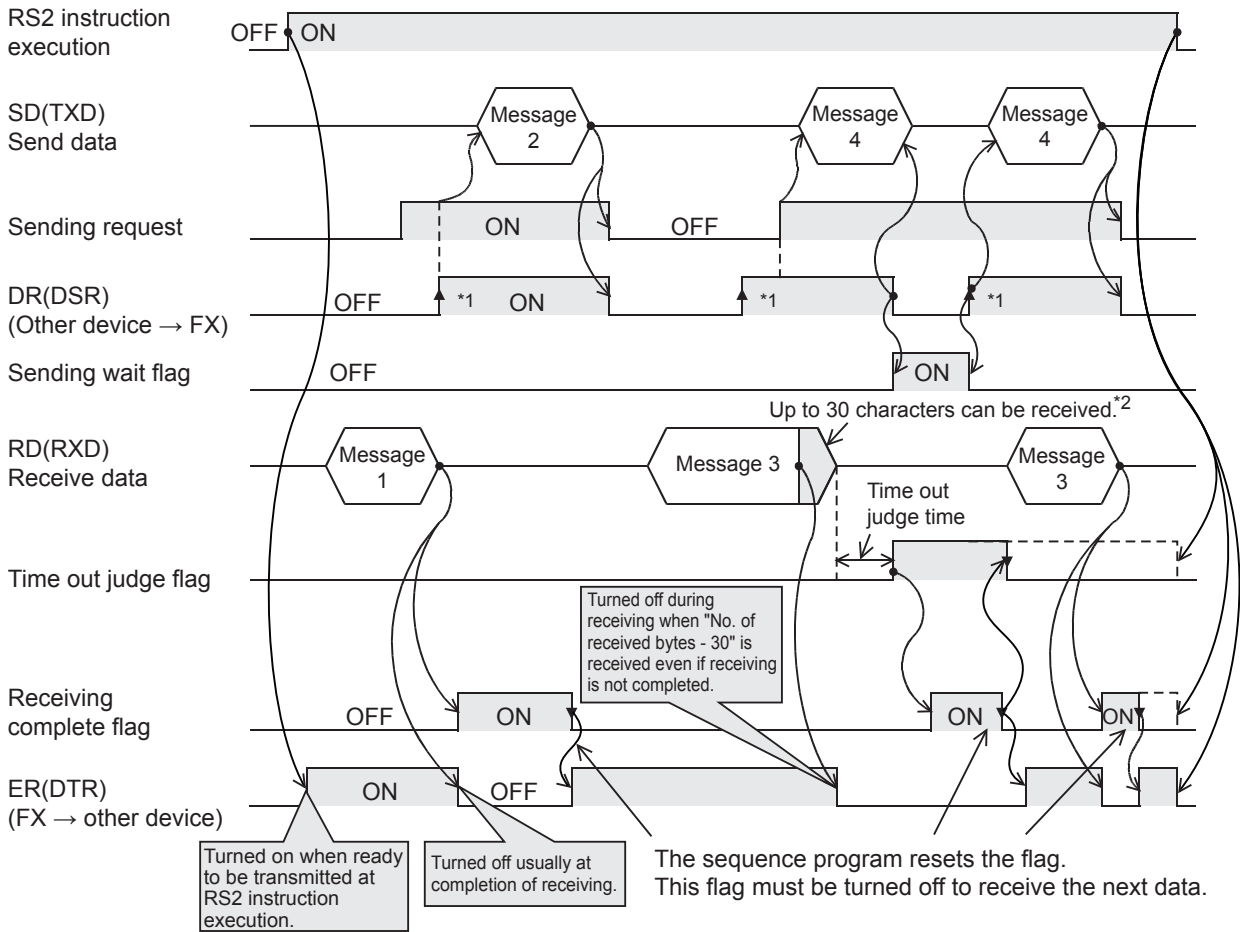 RS2 instruction
execution
OFF ON
SD(TXD)
Send data
Message
2
Message
4
Message
4
Sending request
ON
OFF
DR(DSR)
(Other device → FX)
OFF
*1
ON
*1
*1
Sending wait flag
OFF
ON
Up to 30 characters can be received.*2
RD(RXD)
Receive data
Message
1
Message 3
Message
3
Time out
judge time
Time out judge flag
Turned off during
receiving when "No. of
received bytes - 30" is
received even if receiving
is not completed.
Receiving
complete flag
OFF
ON
ON
ON
ER(DTR)
(FX → other device)
ON
OFF
Turned on when ready
to be transmitted at
RS2 instruction
execution.
Turned off usually at
completion of receiving.
The sequence program resets the flag.
This flag must be turned off to receive the next data.